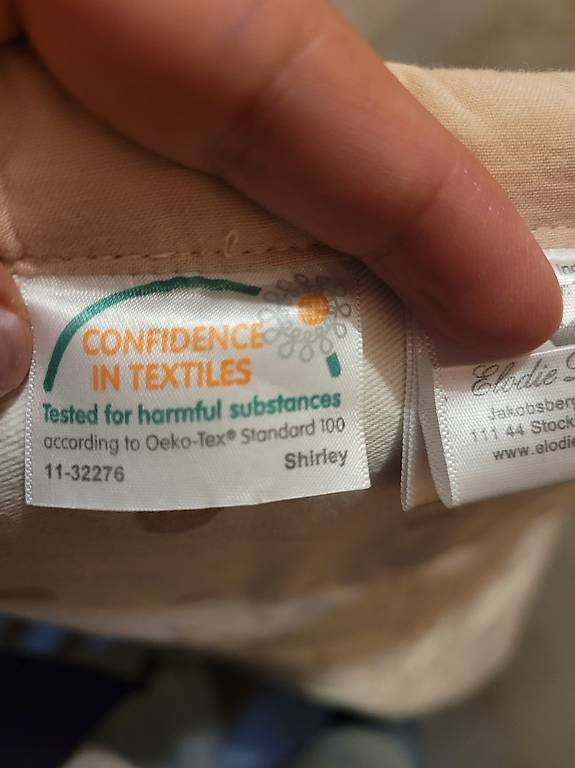 CONFIDENCE
IN TEXTILES
Tested for harmful substances
according to Oeko-Tex® Standard 100
11-32276 Shirley
Elodie
Jakobsberg
111 44 Stock
www.elodie